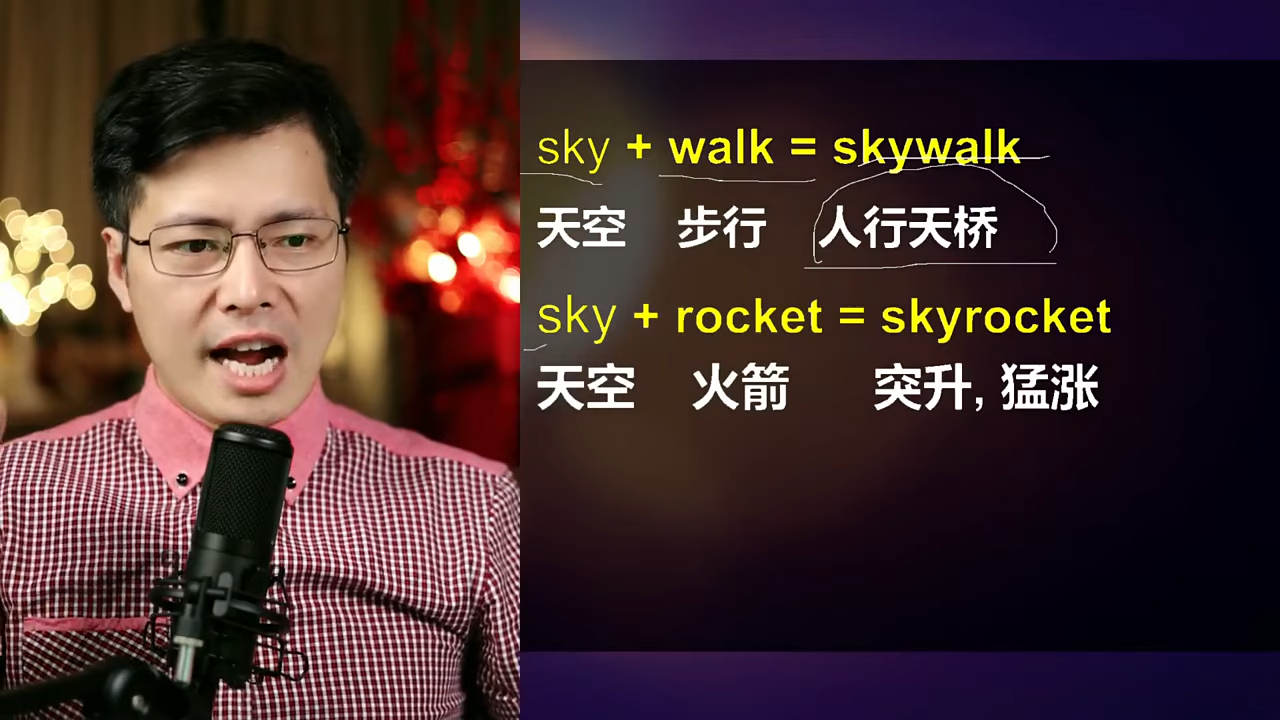 sky + walk = skywalk
天空 步行 人行天桥
sky + rocket = skyrocket
天空 火箭 突升, 猛涨